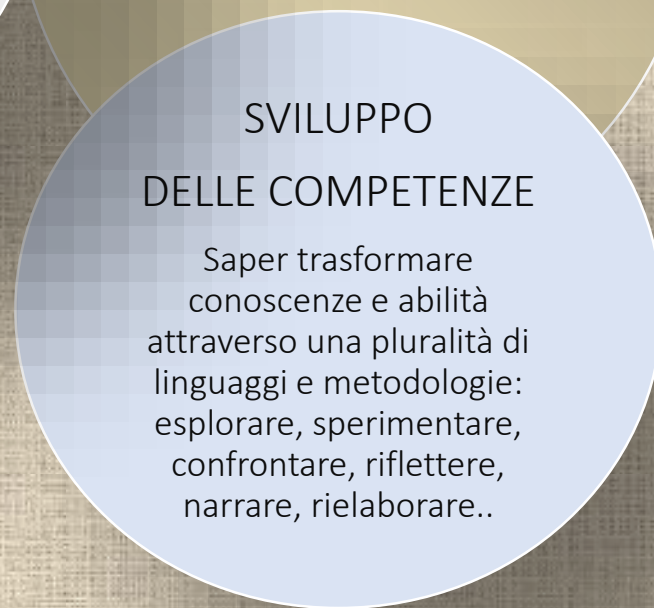 SVILUPPO
DELLE COMPETENZE
Saper trasformare
conoscenze e abilità
attraverso una pluralità di
linguaggi e metodologie:
esplorare, sperimentare,
confrontare, riflettere,
narrare, rielaborare..